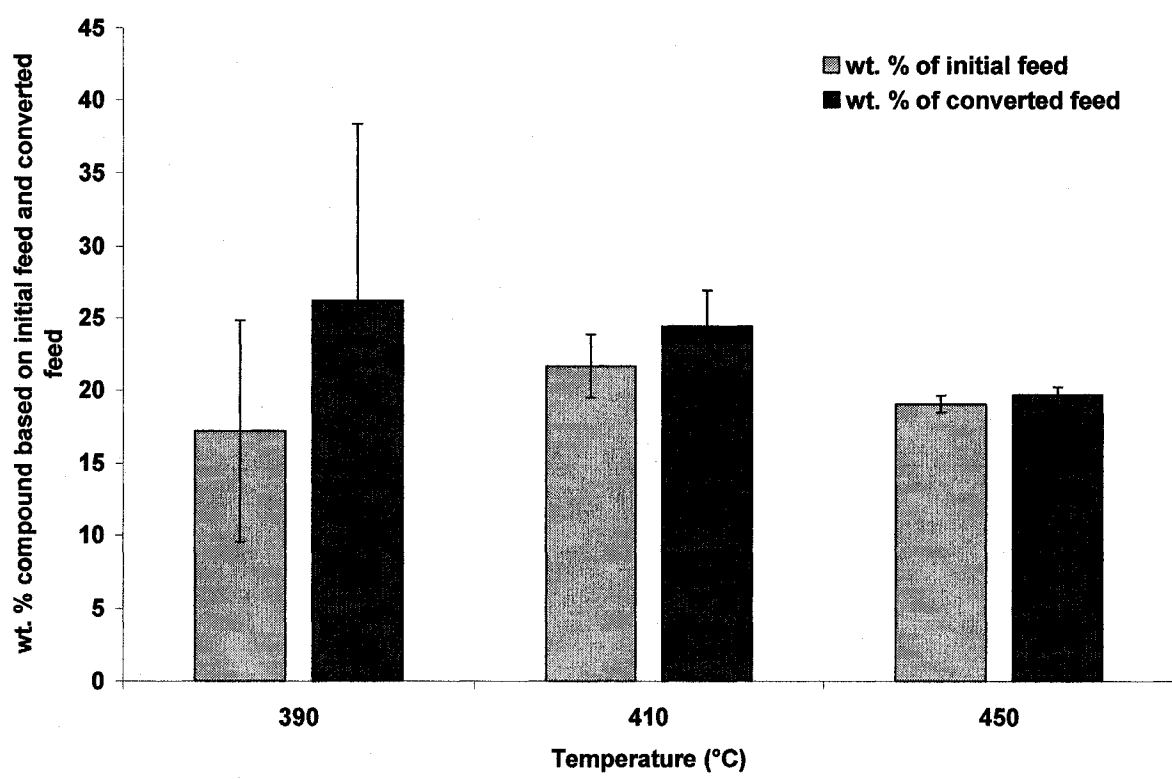 wt. % compound based on initial feed and converted
feed
45
40
35
30
25
20
15
10
5
0
wt. % of initial feed
wt. % of converted feed
390
410
450
Temperature (°C)